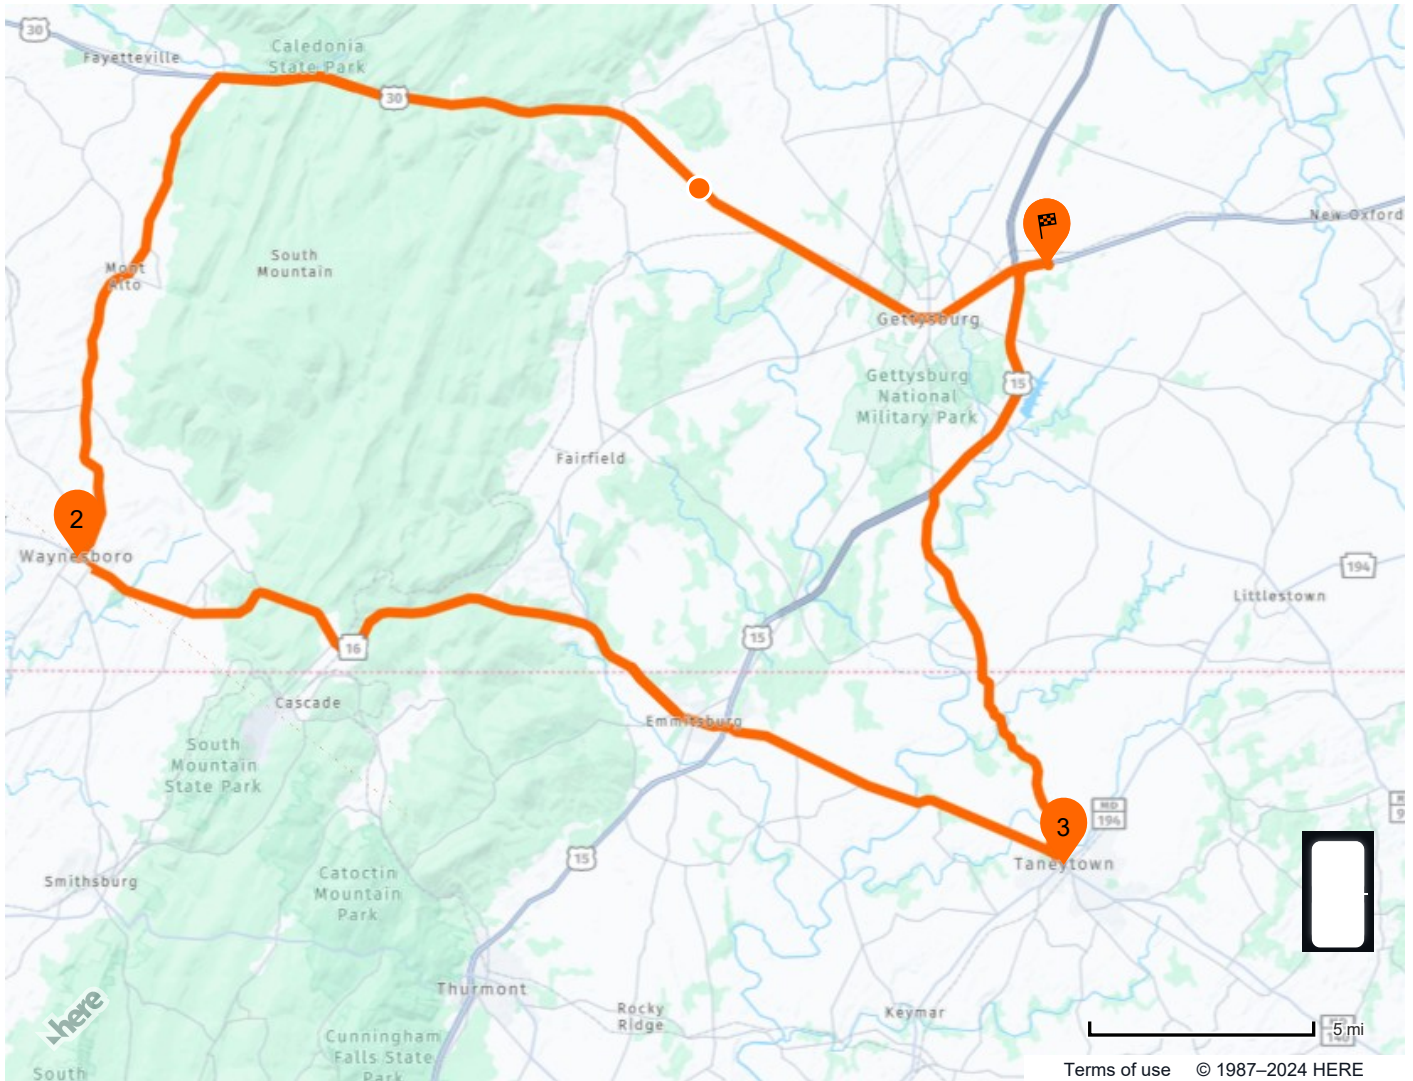 30
Fayetteville
Caledonia
State Park
30
New Oxford
South
Mountain
Mont
Alto
Gettysburg
Gettysburg
National
Military Park
15
Fairfield
2
Waynesboro
194
Littlestown
15
16
Cascade
Emmitsburg
South
Mountain
State Park
MD
194
3
Taneytown
15
Smithsburg
Catoctin
Mountain
Park
Thurmont
Rocky
Ridge
Keymar
here
Cunningham
Falls State
Park
South
5 mi
Terms of use © 1987–2024 HERE